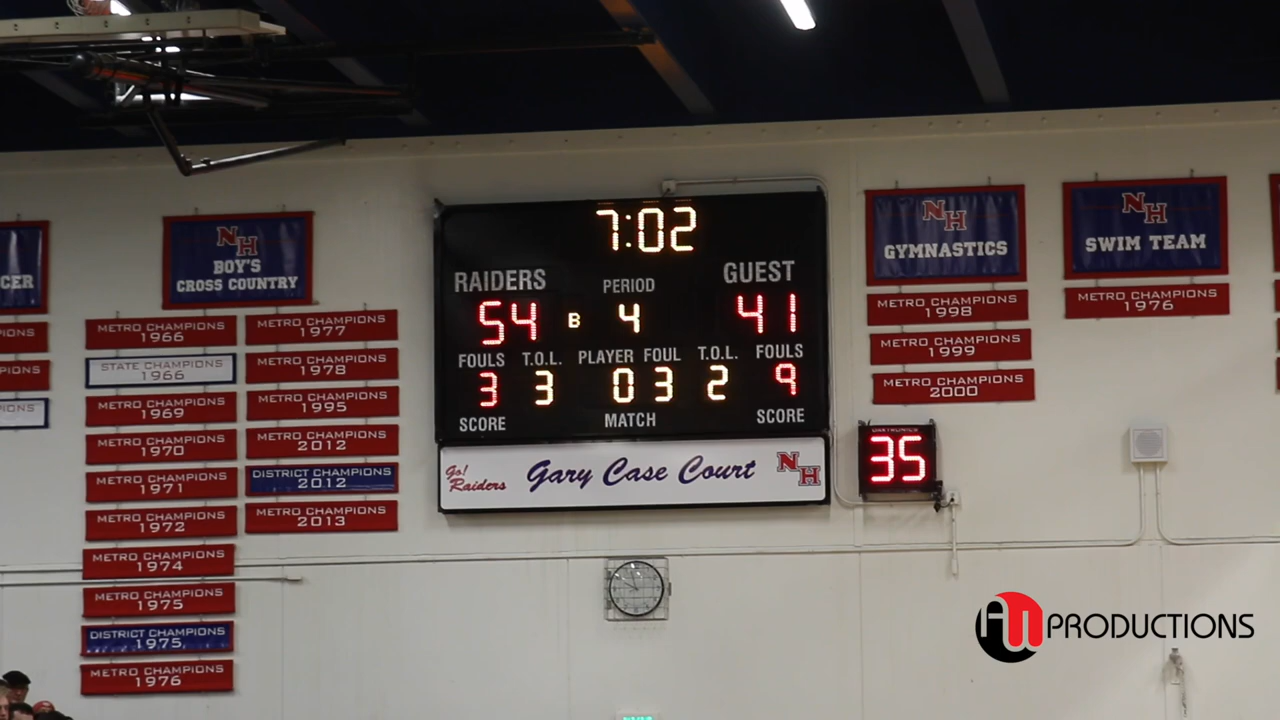 7:02
RAIDERS
PERIOD
GUEST
54
B
4
41
FOULS T.O.L. PLAYER FOUL T.O.L. FOULS
3 3 0 3 2 9
SCORE
MATCH
SCORE
Go!
Raiders
Gary Case Court
NH
35
CER
IONS
IONS
IONS
NH
BOY'S
CROSS COUNTRY
METRO CHAMPIONS
1966
STATE CHAMPIONS
1966
METRO CHAMPIONS
1969
METRO CHAMPIONS
1970
METRO CHAMPIONS
1971
METRO CHAMPIONS
1972
METRO CHAMPIONS
1974
METRO CHAMPIONS
1975
DISTRICT CHAMPIONS
1975
METRO CHAMPIONS
1976
METRO CHAMPIONS
1977
METRO CHAMPIONS
1978
METRO CHAMPIONS
1995
METRO CHAMPIONS
2012
DISTRICT CHAMPIONS
2012
METRO CHAMPIONS
2013
NH
GYMNASTICS
METRO CHAMPIONS
1998
METRO CHAMPIONS
1999
METRO CHAMPIONS
2000
NH
SWIM TEAM
METRO CHAMPIONS
1976
PRODUCTIONS